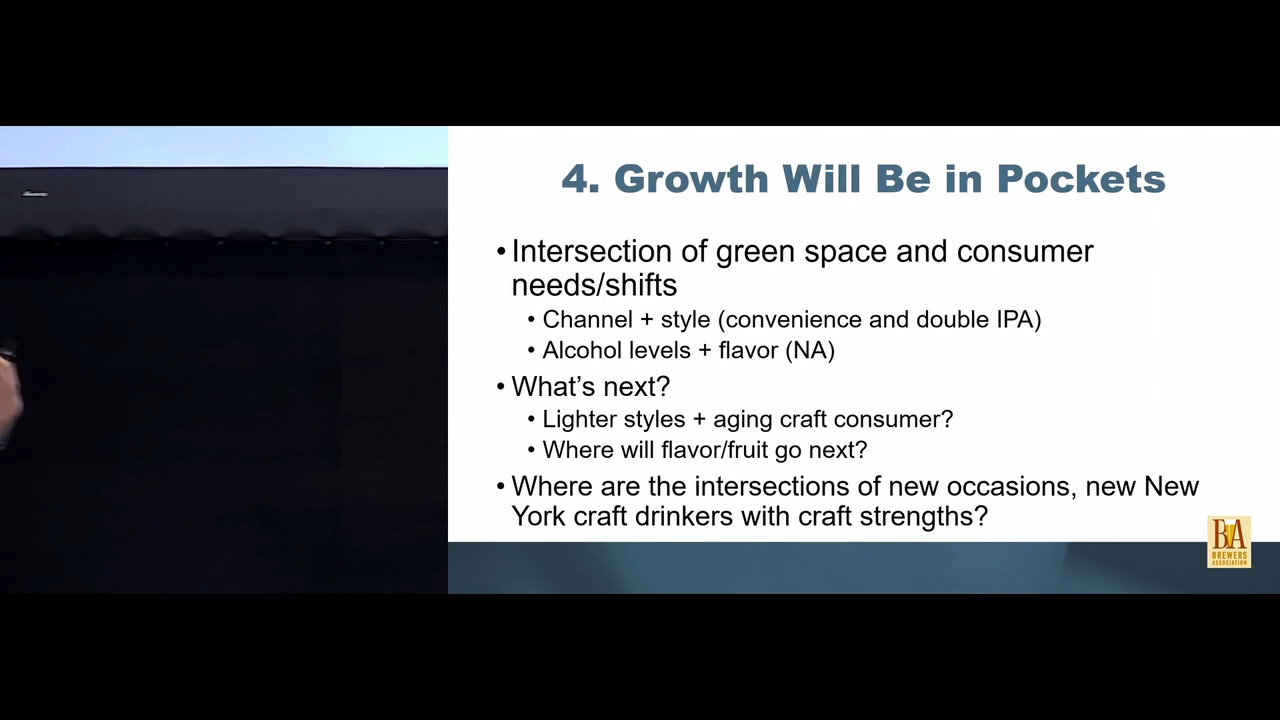 4. Growth Will Be in Pockets
• Intersection of green space and consumer
needs/shifts
• Channel + style (convenience and double IPA)
• Alcohol levels + flavor (NA)
• What’s next?
• Lighter styles + aging craft consumer?
• Where will flavor/fruit go next?
• Where are the intersections of new occasions, new New
York craft drinkers with craft strengths?
BA
BREWERS
ASSOCIATION